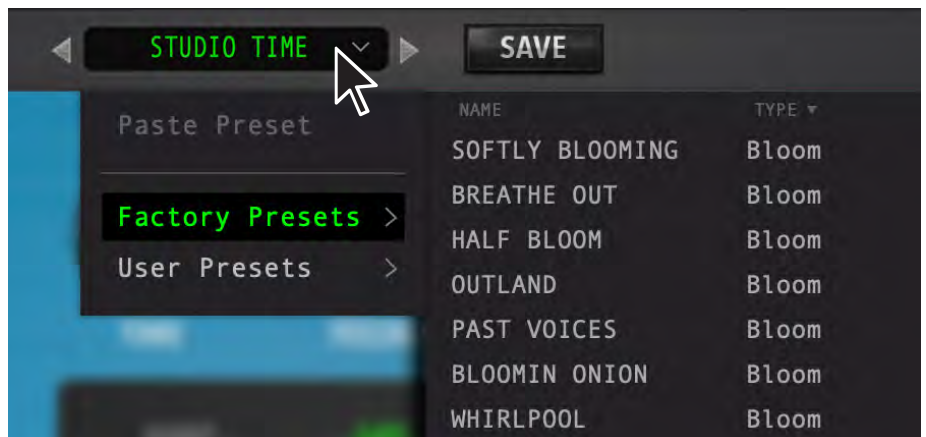 STUDIO TIME
SAVE
Paste Preset
Factory Presets
User Presets
NAME TYPE
SOFTLY BLOOMING Bloom
BREATHE OUT Bloom
HALF BLOOM Bloom
OUTLAND Bloom
PAST VOICES Bloom
BLOOMIN ONION Bloom
WHIRLPOOL Bloom